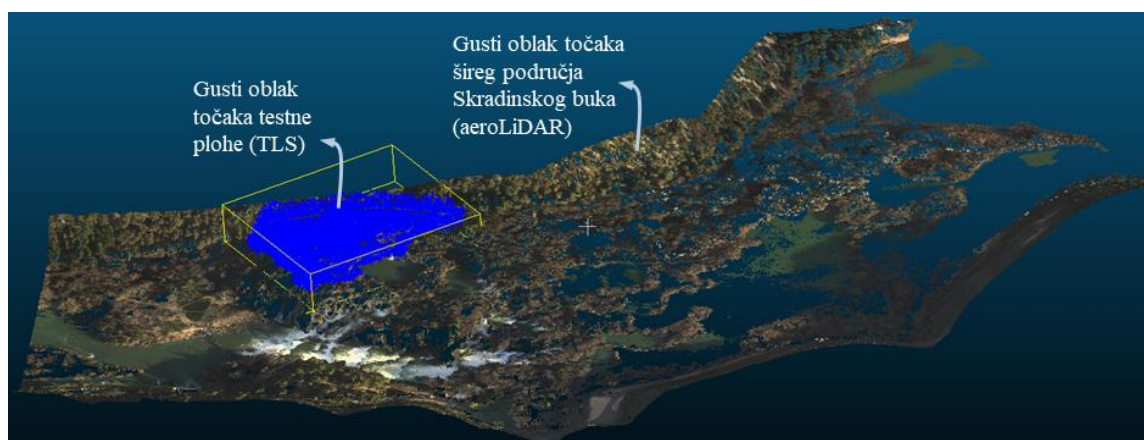 Gusti oblak
točaka testne
plohe (TLS)
Gusti oblak točaka
šireg područja
Skradinskog buka
(aeroLiDAR)